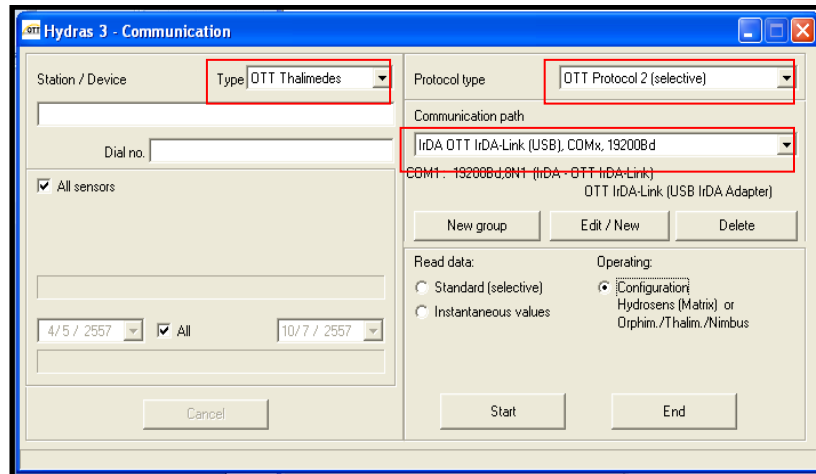 OTT Hydras 3 - Communication
Station / Device
Type OTT Thalimedes
Dial no.
All sensors
4/ 5 / 2557
All
10/ 7 / 2557
Cancel
Protocol type
OTT Protocol 2 (selective)
Communication path
IrDA OTT IrDA-Link (USB), COMx, 19200Bd
COM1 : 19200Bd,8N1 (IrDA - OTT IrDA-Link)
OTT IrDA-Link (USB IrDA Adapter)
New group
Edit / New
Delete
Read data:
Standard (selective)
Instantaneous values
Operating:
Configuration
Hydrosens (Matrix) or
Orphim./Thalim./Nimbus
Start
End